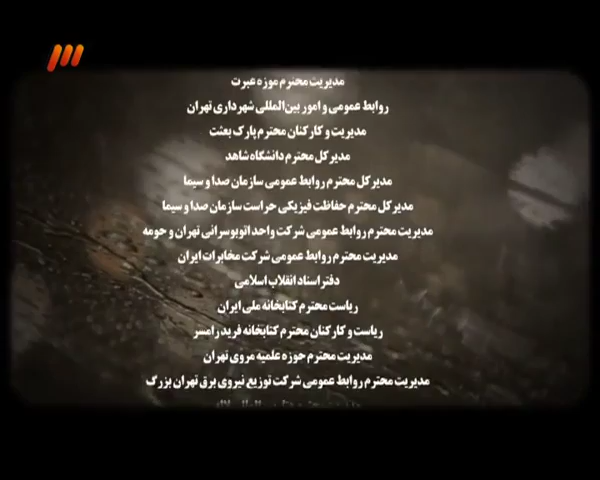 مدیریت محترم موزه عبرت
روابط عمومی و امور بین‌المللی شهرداری تهران
مدیریت و کارکنان محترم پارک بعثت
مدیر کل محترم دانشگاه شاهد
مدیر کل محترم روابط عمومی سازمان صدا و سیما
مدیر کل محترم حفاظت فیزیکی حراست سازمان صدا و سیما
مدیریت محترم روابط عمومی شرکت واحد اتوبوسرانی تهران و حومه
مدیریت محترم روابط عمومی شرکت مخابرات ایران
دفتر اسناد انقلاب اسلامی
ریاست محترم کتابخانه ملی ایران
ریاست و کارکنان محترم کتابخانه فرید رامسر
مدیریت محترم حوزه علمیه مروی تهران
مدیریت محترم روابط عمومی شرکت توزیع نیروی برق تهران بزرگ